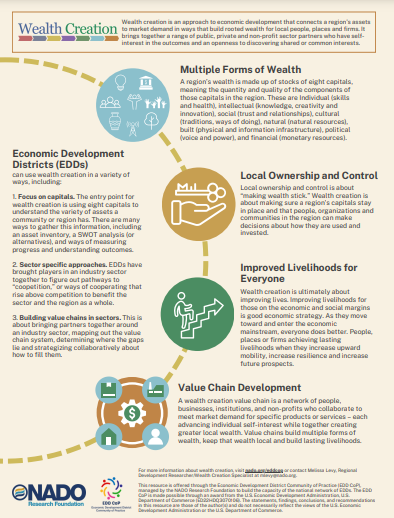 Wealth Creation
Wealth creation is an approach to economic development that connects a region's assets
to market demand in ways that build rooted wealth for local people, places and firms. It
brings together a range of public, private and non-profit sector partners who have self-
interest in the outcomes and an openness to discovering shared or common interests.
Multiple Forms of Wealth
A region's wealth is made up of stocks of eight capitals,
meaning the quantity and quality of the components of
those capitals in the region. These are Individual (skills
and health), intellectual (knowledge, creativity and
innovation), social (trust and relationships), cultural
(traditions, ways of doing), natural (natural resources),
built (physical and information infrastructure), political
(voice and power), and financial (monetary resources).
Economic Development
Districts (EDDs)
can use wealth creation in a variety of
ways, including:
1. Focus on capitals. The entry point for
wealth creation is using eight capitals to
understand the variety of assets a
community or region has. There are many
ways to gather this information, including
an asset inventory, a SWOT analysis (or
alternatives), and ways of measuring
progress and understanding outcomes.
2. Sector specific approaches. EDDs have
brought players in an industry sector
together to figure out pathways to
"coopetition," or ways of cooperating that
rise above competition to benefit the
sector and the region as a whole.
3. Building value chains in sectors. This is
about bringing partners together around
an industry sector, mapping out the value
chain system, determining where the gaps
lie and strategizing collaboratively about
how to fill them.
Local Ownership and Control
Local ownership and control is about
"making wealth stick." Wealth creation is
about making sure a region's capitals stay
in place and that people, organizations and
communities in the region can make
decisions about how they are used and
invested.
Improved Livelihoods for
Everyone
Wealth creation is ultimately about
improving lives. Improving livelihoods for
those on the economic and social margins
is good economic strategy. As they move
toward and enter the economic
mainstream, everyone does better. People,
places or firms achieving lasting
livelihoods when they increase upward
mobility, increase resilience and increase
future prospects.
Value Chain Development
A wealth creation value chain is a network of people,
businesses, institutions, and non-profits who collaborate to
meet market demand for specific products or services – each
advancing individual self-interest while together creating
greater local wealth. Value chains build multiple forms of
wealth, keep that wealth local and build lasting livelihoods.
$
For more information about wealth creation, visit nado.org/eddcop or contact Melissa Levy, Regional
Development Researcher/Wealth Creation Specialist at mlevy@nado.org.
This resource is offered through the Economic Development District Community of Practice (EDD CoP),
managed by the NADO Research Foundation to build the capacity of the national network of EDDs. The EDD
CoP is made possible through an award from the U.S. Economic Development Administration, U.S.
Department of Commerce
The statements, findings, conclusions, and recommendations
in this resource are those of the author(s) and do not necessarily reflect the views of the U.S. Economic
Development Administration or the U.S. Department of Commerce.
NADO
Research Foundation
EDD CoP